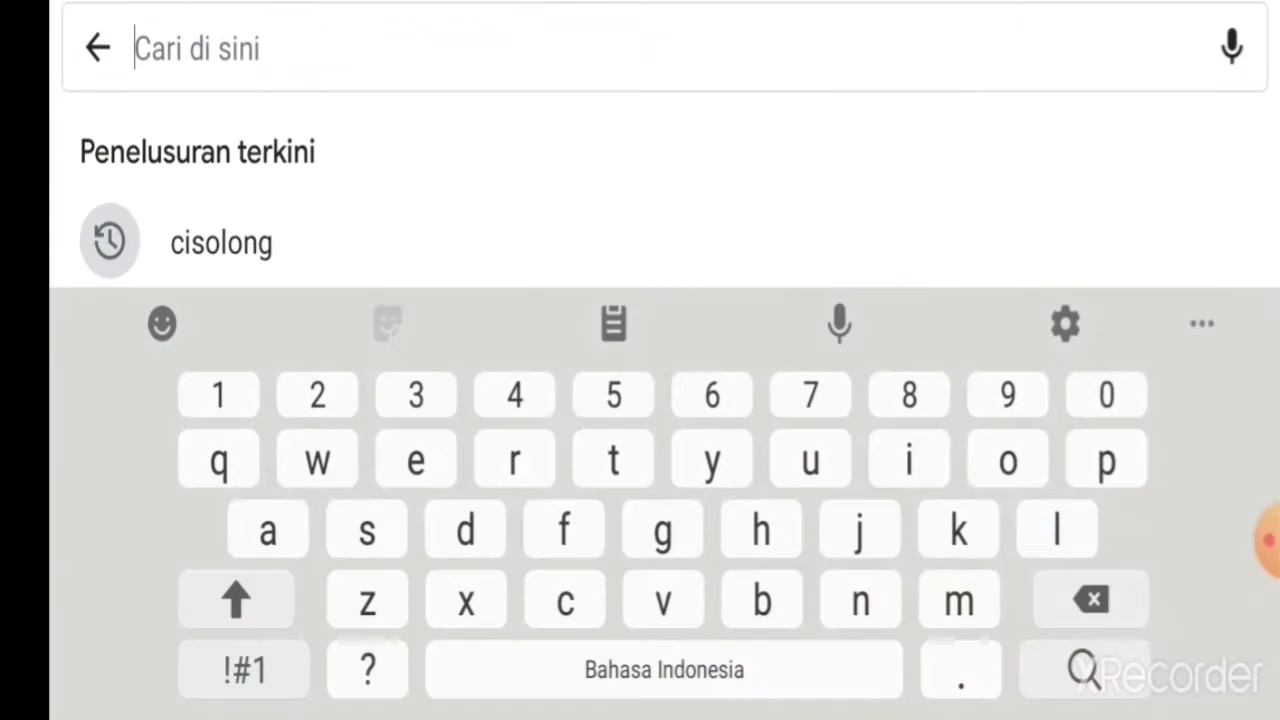 Cari di sini
Penelusuran terkini
cisolong
1 2 3 4 5 6 7 8 9 0
q w e r t y u i o p
a s d f g h j k l
z x c v b n m
!#1 ? Bahasa Indonesia .
XRecorder